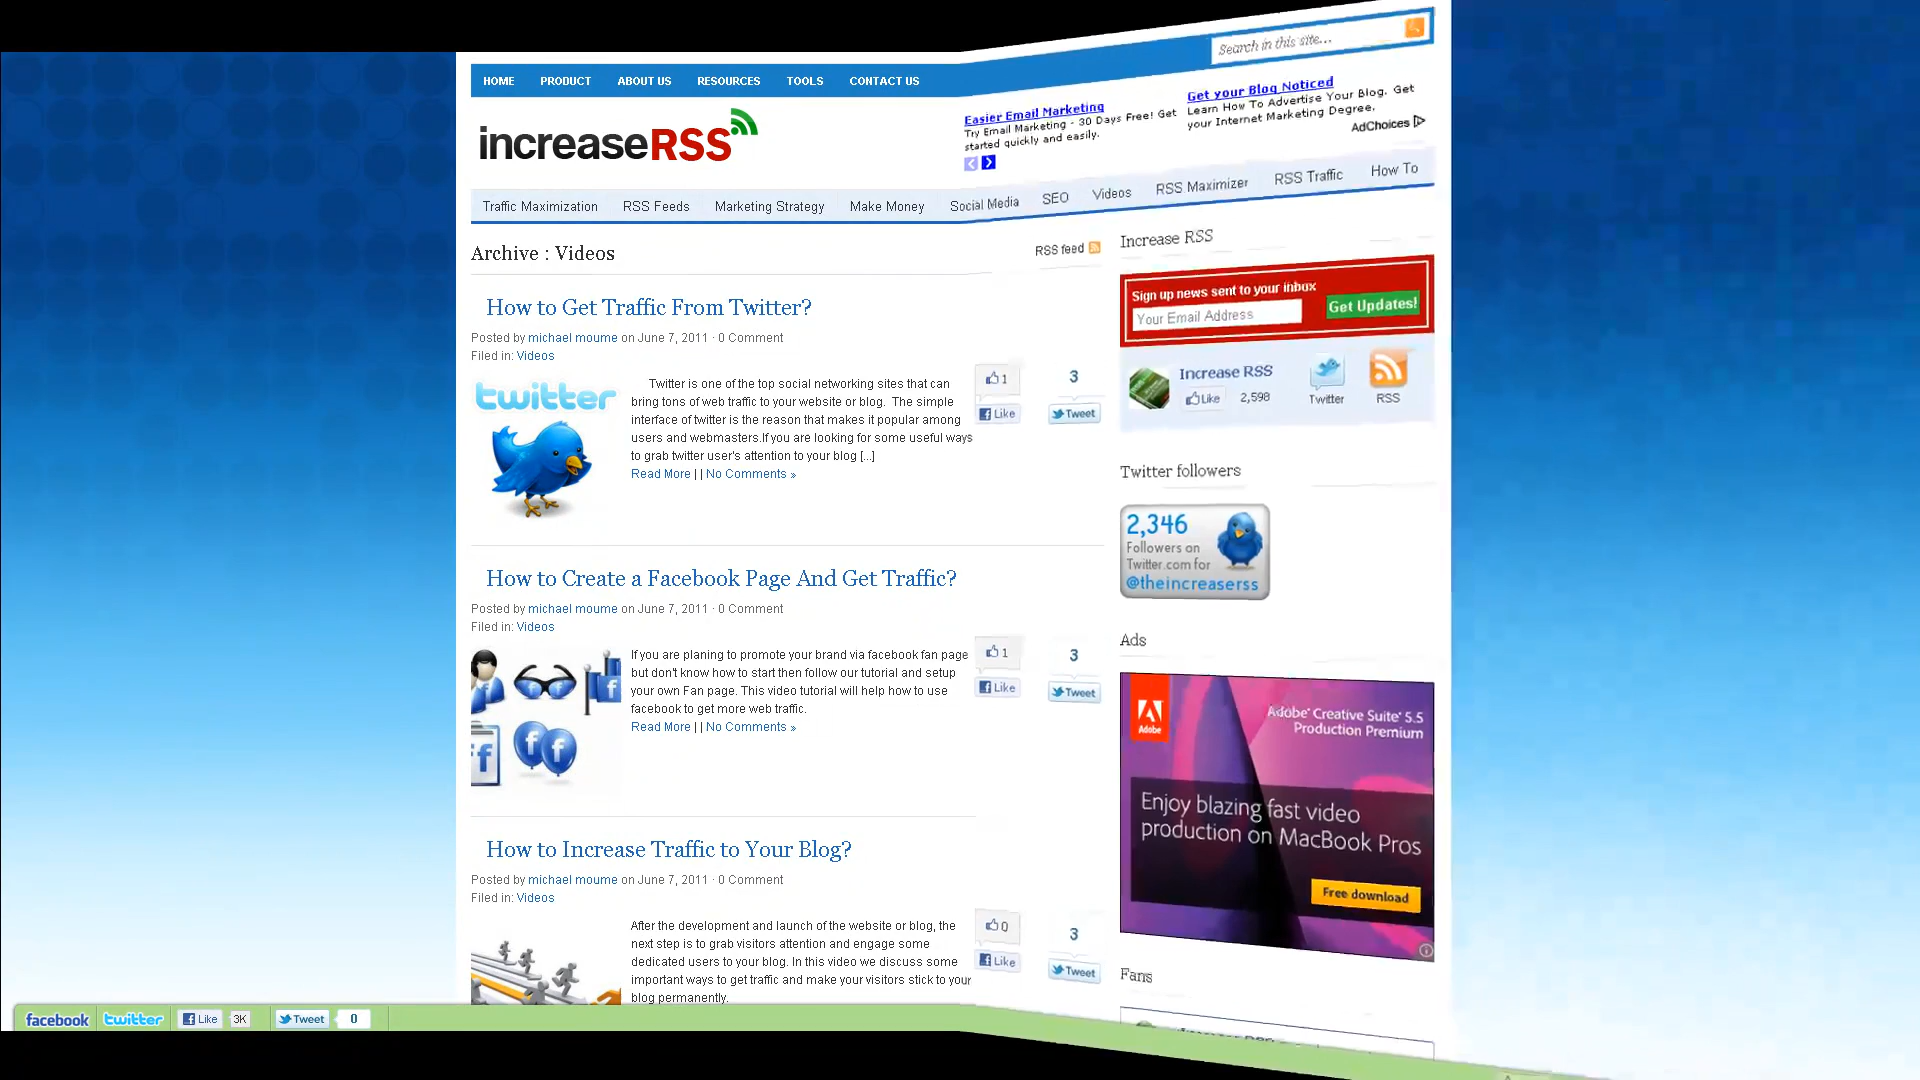 Search in this site...
HOME PRODUCT ABOUT US RESOURCES TOOLS CONTACT US
increaseRSS
Easier Email Marketing
Try Email Marketing - 30 Days Free! Get
started quickly and easily.
Get your Blog Noticed
Learn How To Advertise Your Blog. Get
your Internet Marketing Degree.
AdChoices
Traffic Maximization RSS Feeds Marketing Strategy Make Money Social Media SEO Videos RSS Maximizer RSS Traffic How To
Archive : Videos
RSS feed
How to Get Traffic From Twitter?
Posted by michael moume on June 7, 2011 · 0 Comment
Filed in: Videos
twitter
Twitter is one of the top social networking sites that can
bring tons of web traffic to your website or blog. The simple
interface of twitter is the reason that makes it popular among
users and webmasters.If you are looking for some useful ways
to grab twitter user's attention to your blog [...]
Read More | | No Comments »
1
Like
3
Tweet
How to Create a Facebook Page And Get Traffic?
Posted by michael moume on June 7, 2011 · 0 Comment
Filed in: Videos
If you are planing to promote your brand via facebook fan page
but don't know how to start then follow our tutorial and setup
your own Fan page. This video tutorial will help how to use
facebook to get more web traffic.
Read More | | No Comments »
1
Like
3
Tweet
How to Increase Traffic to Your Blog?
Posted by michael moume on June 7, 2011 · 0 Comment
Filed in: Videos
After the development and launch of the website or blog, the
next step is to grab visitors attention and engage some
dedicated users to your blog. In this video we discuss some
important ways to get traffic and make your visitors stick to your
blog permanently.
0
Like
3
Tweet
Increase RSS
Sign up news sent to your inbox
Your Email Address
Get Updates!
Increase RSS
Like 2,598
Twitter
RSS
Twitter followers
2,346
Followers on
Twitter.com for
@theincreaserss
Ads
Adobe
Adobe® Creative Suite® 5.5
Production Premium
Enjoy blazing fast video
production on MacBook Pros
Free download
Fans
facebook twitter Like 3K Tweet 0